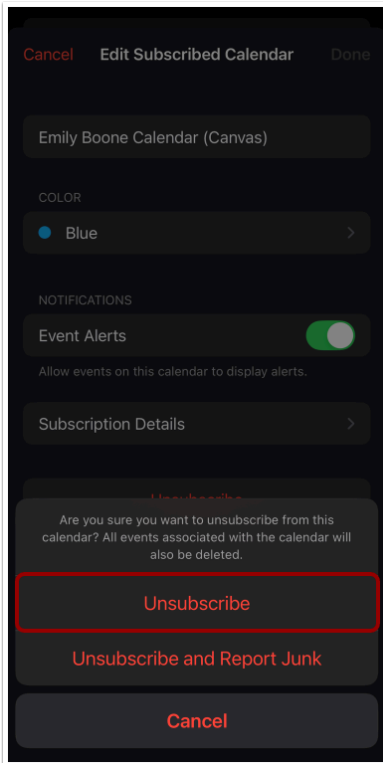 Cancel Edit Subscribed Calendar Done
Emily Boone Calendar (Canvas)
COLOR
Blue
NOTIFICATIONS
Event Alerts
Allow events on this calendar to display alerts.
Subscription Details
Unsubscribe
Are you sure you want to unsubscribe from this
calendar? All events associated with the calendar will
also be deleted.
Unsubscribe
Unsubscribe and Report Junk
Cancel